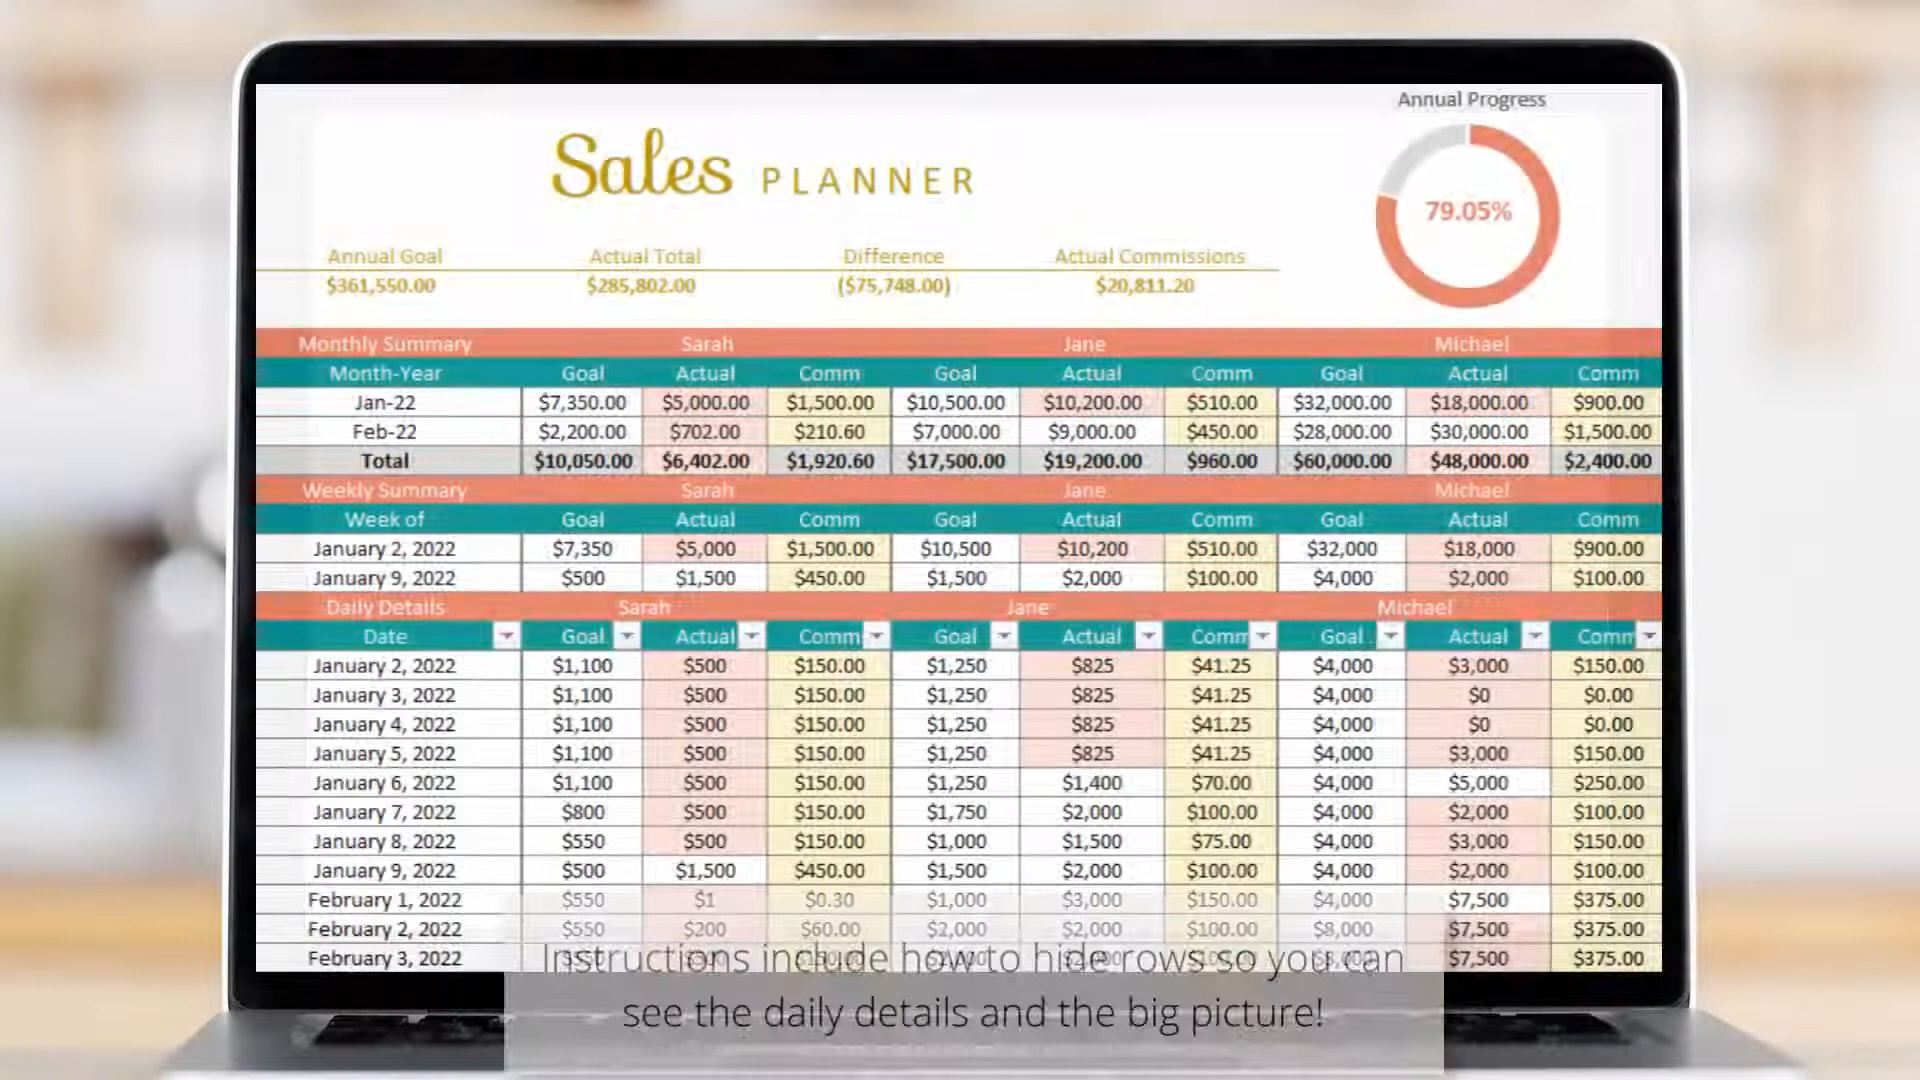 Annual Progress
Sales PLANNER
79.05%
Annual Goal Actual Total Difference Actual Commissions
$361,550.00 $285,802.00 ($75,748.00) $20,811.20
Monthly Summary Sarah Jane Michael
Month-Year Goal Actual Comm Goal Actual Comm Goal Actual Comm
Jan-22 $7,350.00 $5,000.00 $1,500.00 $10,500.00 $10,200.00 $510.00 $32,000.00 $18,000.00 $900.00
Feb-22 $2,200.00 $702.00 $210.60 $7,000.00 $9,000.00 $450.00 $28,000.00 $30,000.00 $1,500.00
Total $10,050.00 $6,402.00 $1,920.60 $17,500.00 $19,200.00 $960.00 $60,000.00 $48,000.00 $2,400.00
Weekly Summary Sarah Jane Michael
Week of Goal Actual Comm Goal Actual Comm Goal Actual Comm
January 2, 2022 $7,350 $5,000 $1,500.00 $10,500 $10,200 $510.00 $32,000 $18,000 $900.00
January 9, 2022 $500 $1,500 $450.00 $1,500 $2,000 $100.00 $4,000 $2,000 $100.00
Daily Details Sarah Jane Michael
Date Goal Actual Comm Goal Actual Comm Goal Actual Comm
January 2, 2022 $1,100 $500 $150.00 $1,250 $825 $41.25 $4,000 $3,000 $150.00
January 3, 2022 $1,100 $500 $150.00 $1,250 $825 $41.25 $4,000 $0 $0.00
January 4, 2022 $1,100 $500 $150.00 $1,250 $825 $41.25 $4,000 $0 $0.00
January 5, 2022 $1,100 $500 $150.00 $1,250 $825 $41.25 $4,000 $3,000 $150.00
January 6, 2022 $1,100 $500 $150.00 $1,250 $1,400 $70.00 $4,000 $5,000 $250.00
January 7, 2022 $800 $500 $150.00 $1,750 $2,000 $100.00 $4,000 $2,000 $100.00
January 8, 2022 $550 $500 $150.00 $1,000 $1,500 $75.00 $4,000 $3,000 $150.00
January 9, 2022 $500 $1,500 $450.00 $1,500 $2,000 $100.00 $4,000 $2,000 $100.00
February 1, 2022 $550 $1 $0.30 $1,000 $3,000 $150.00 $4,000 $7,500 $375.00
February 2, 2022 $550 $200 $60.00 $2,000 $2,000 $100.00 $8,000 $7,500 $375.00
February 3, 2022 $7,500 $375.00
Instructions include how to hide rows so you can
see the daily details and the big picture!